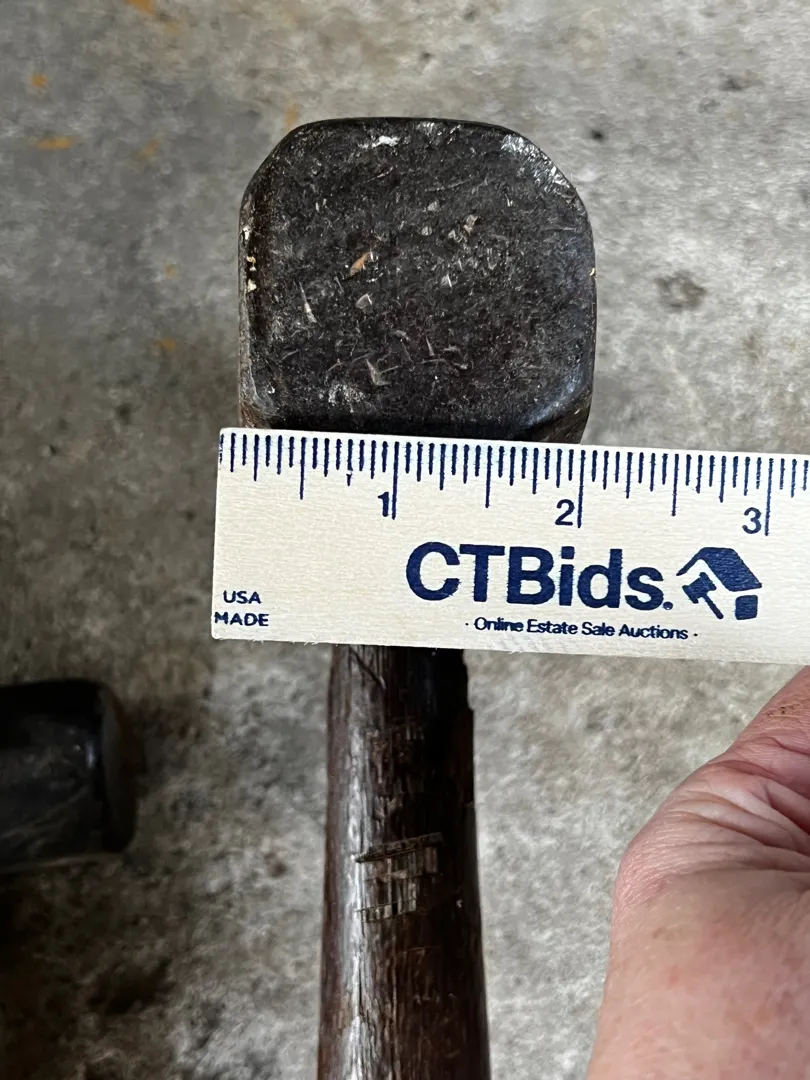 1 2 3
CTBids.
USA
MADE
· Online Estate Sale Auctions ·